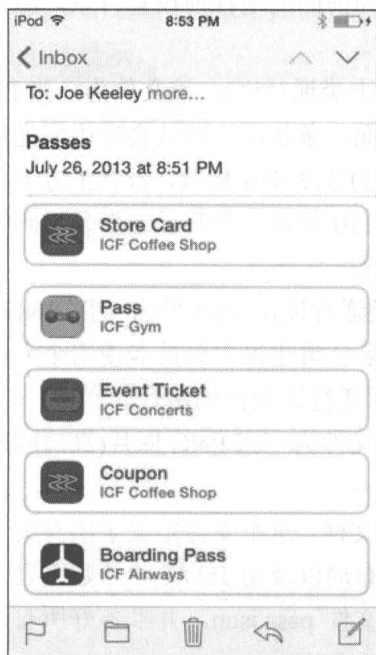 iPod 8:53 PM
Inbox
To: Joe Keeley more...
Passes
July 26, 2013 at 8:51 PM
Store Card
ICF Coffee Shop
Pass
ICF Gym
Event Ticket
ICF Concerts
Coupon
ICF Coffee Shop
Boarding Pass
ICF Airways